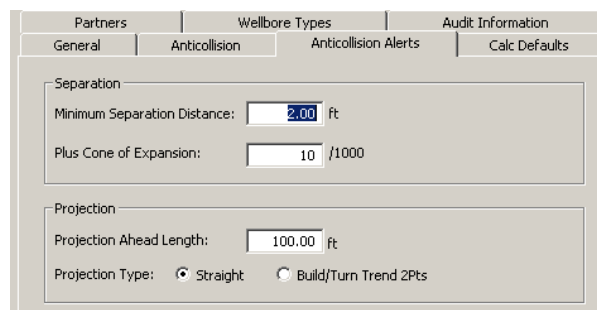 Partners Wellbore Types Audit Information
General Anticollision Anticollision Alerts Calc Defaults
Separation
Minimum Separation Distance: 2.00 ft
Plus Cone of Expansion: 10 /1000
Projection
Projection Ahead Length: 100.00 ft
Projection Type: Straight Build/Turn Trend 2Pts